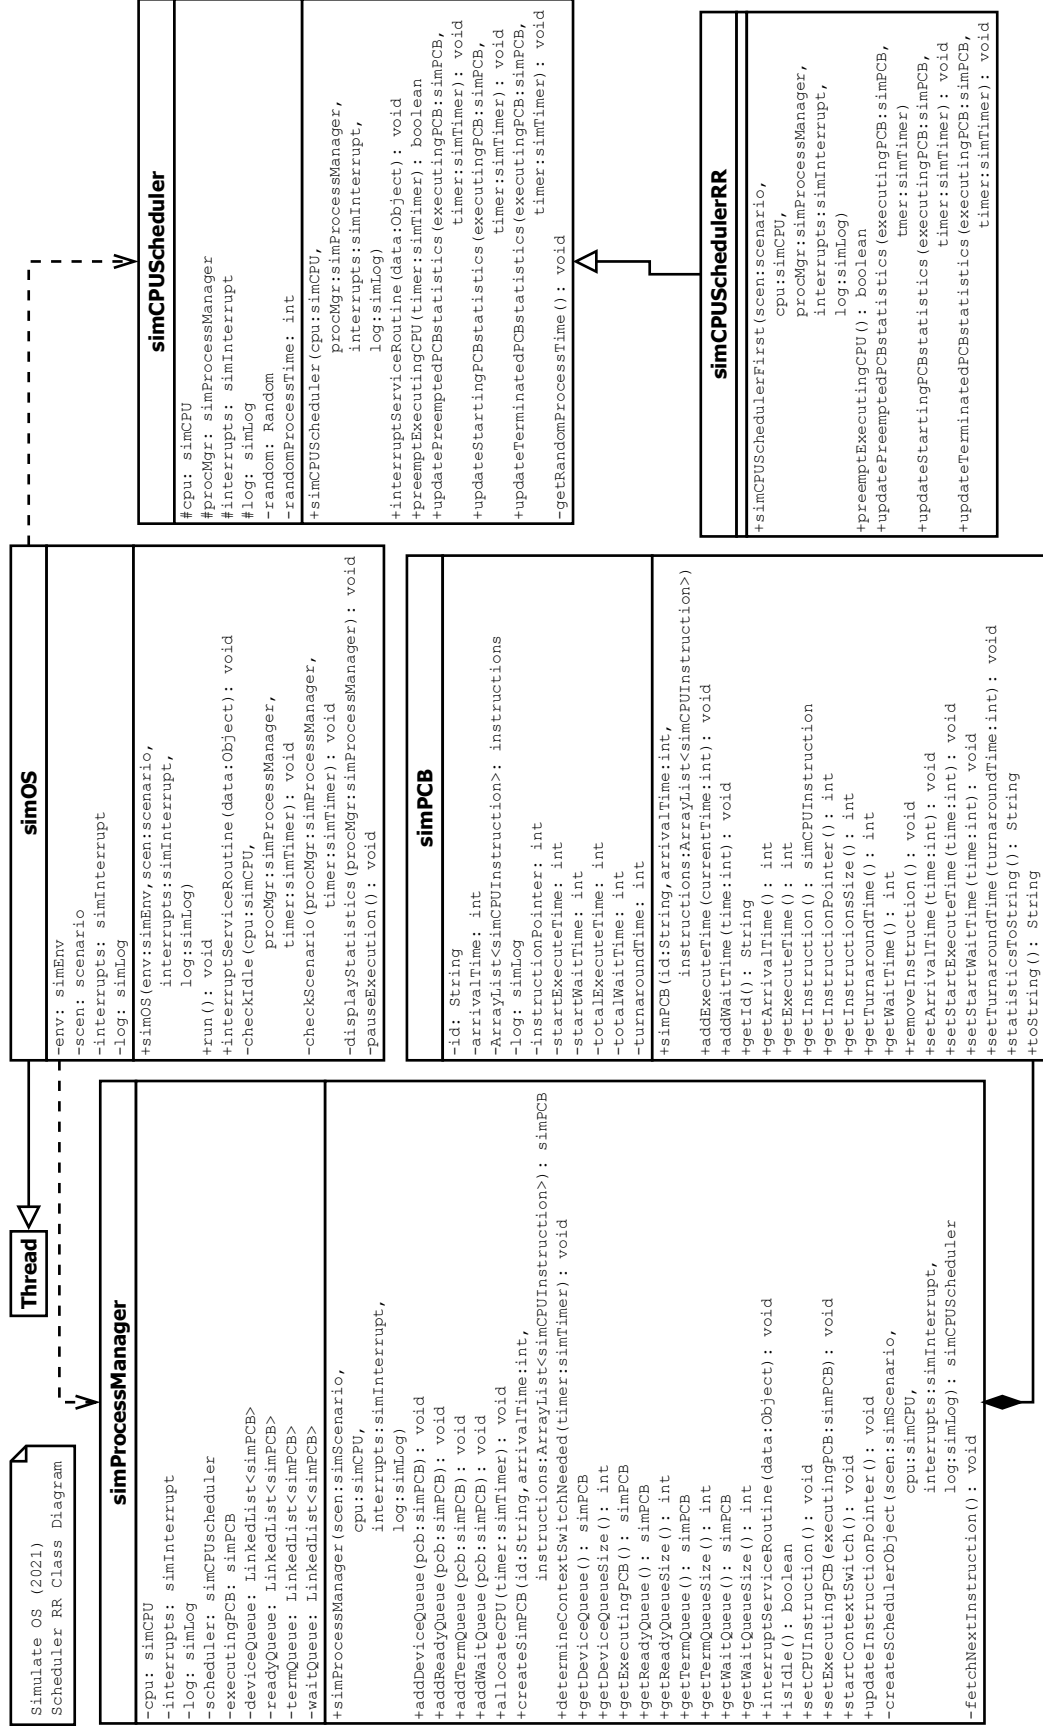 Simulate OS (2021)
Scheduler RR Class Diagram
Thread
simProcessManager
-cpu: simCPU
-interrupts: simInterrupt
-log: simLog
-scheduler: simCPUscheduler
-executingPCB: simPCB
-deviceQueue: LinkedList<simPCB>
-readyQueue: LinkedList<simPCB>
-termQueue: LinkedList<simPCB>
-waitQueue: LinkedList<simPCB>
+simProcessManager(scen:simScenario,
cpu:simCPU,
interrupts:simInterrupt,
log:simLog)
+addDeviceQueue(pcb:simPCB): void
+addReadyQueue(pcb:simPCB): void
+addTermQueue(pcb:simPCB): void
+addWaitQueue(pcb:simPCB): void
+allocateCPU(timer:simTimer): void
+createSimPCB(id:String,arrivalTime:int,
instructions:ArrayList<simCPUInstruction>): simPCB
+determineContextSwitchNeeded(timer:simTimer): void
+getDeviceQueue(): simPCB
+getDeviceQueueSize(): int
+getExecutingPCB(): simPCB
+getReadyQueue(): simPCB
+getReadyQueueSize(): int
+getTermQueue(): simPCB
+getTermQueueSize(): int
+getWaitQueue(): simPCB
+getWaitQueueSize(): int
+interruptServiceRoutine(data:Object): void
+isIdle(): boolean
+setCPUInstruction(): void
+setExecutingPCB(executingPCB:simPCB): void
+startContextSwitch(): void
+updateInstructionPointer(): void
-createSchedulerObject(scen:simScenario,
cpu:simCPU,
interrupts:simInterrupt,
log:simLog): simCPUScheduler
-fetchNextInstruction(): void
simOS
-env: simEnv
-scen: scenario
-interrupts: simInterrupt
-log: simLog
+simOS(env:simEnv,scen:scenario,
interrupts:simInterrupt,
log:simLog)
+run(): void
+interruptServiceRoutine(data:Object): void
-checkIdle(cpu:simCPU,
procMgr:simProcessManager,
timer:simTimer): void
-checkScenario(procMgr:simProcessManager,
timer:simTimer): void
-displayStatistics(procMgr:simProcessManager): void
-pauseExecution(): void
simPCB
-id: String
-arrivalTime: int
-ArrayList<simCPUInstruction>: instructions
-log: simLog
-instructionPointer: int
-startExecuteTime: int
-startWaitTime: int
-totalExecuteTime: int
-totalWaitTime: int
-turnaroundTime: int
+simPCB(id:String,arrivalTime:int,
instructions:ArrayList<simCPUInstruction>)
+addExecuteTime(currentTime:int): void
+addWaitTime(time:int): void
+getId(): String
+getArrivalTime(): int
+getExecuteTime(): int
+getInstruction(): simCPUInstruction
+getInstructionPointer(): int
+getInstructionsSize(): int
+getTurnaroundTime(): int
+getWaitTime(): int
+removeInstruction(): void
+setArrivalTime(time:int): void
+setStartExecuteTime(time:int): void
+setStartWaitTime(time:int): void
+setTurnaroundTime(turnaroundTime:int): void
+statisticsToString(): String
+toString(): String
simCPUScheduler
#cpu: simCPU
#procMgr: simProcessManager
#interrupts: simInterrupt
#log: simLog
-random: Random
-randomProcessTime: int
+simCPUScheduler(cpu:simCPU,
procMgr:simProcessManager,
interrupts:simInterrupt,
log:simLog)
+interruptServiceRoutine(data:Object): void
+preemptExecutingCPU(timer:simTimer): boolean
+updatePreemptedPCBstatistics(executingPCB:simPCB,
timer:simTimer): void
+updateStartingPCBstatistics(executingPCB:simPCB,
timer:simTimer): void
+updateTerminatedPCBstatistics(executingPCB:simPCB,
timer:simTimer): void
-getRandomProcessTime(): void
simCPUSchedulerRR
+simCPUSchedulerFirst(scen:scenario,
cpu:simCPU,
procMgr:simProcessManager,
interrupts:simInterrupt,
log:simLog)
+preemptExecutingCPU(): boolean
+updatePreemptedPCBstatistics(executingPCB:simPCB,
tmer:simTimer)
+updateStartingPCBstatistics(executingPCB:simPCB,
timer:simTimer): void
+updateTerminatedPCBstatistics(executingPCB:simPCB,
timer:simTimer): void